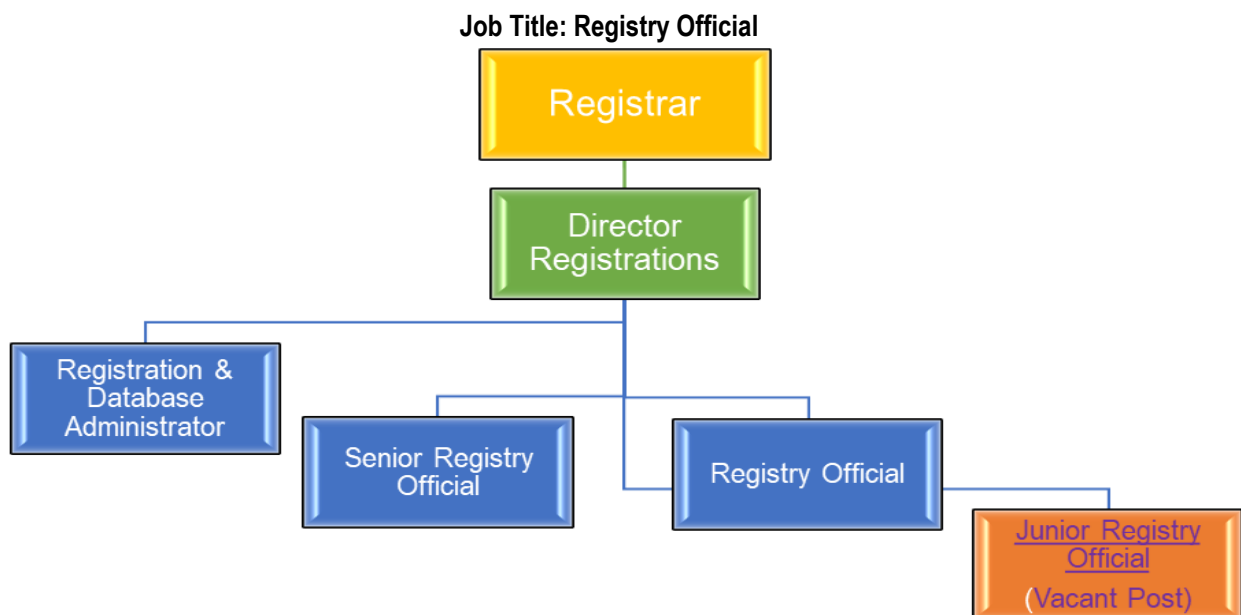 Job Title: Registry Official
Registrar
Director
Registrations
Registration &
Database
Administrator
Senior Registry
Official
Registry Official
Junior Registry
Official
(Vacant Post)